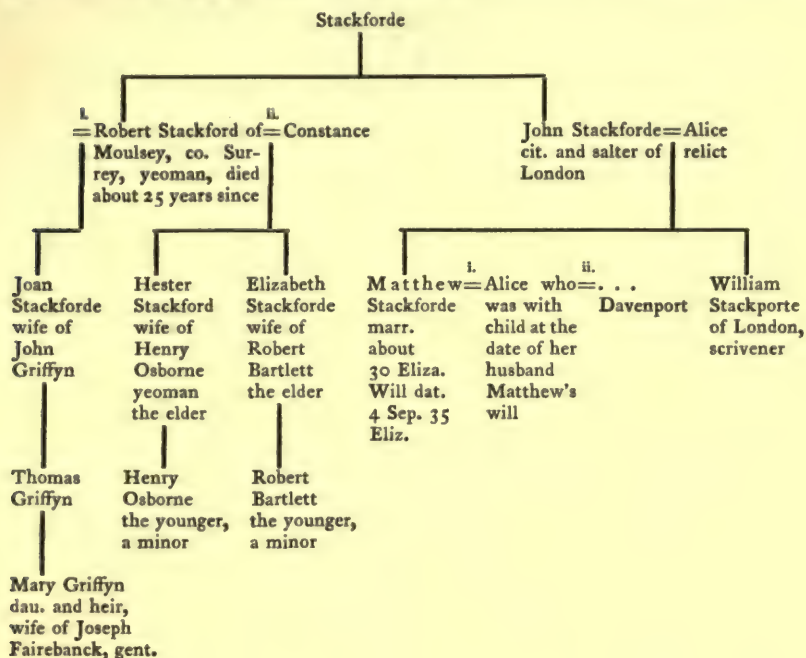 Stackforde
i.
=Robert Stackford of
Moulsey, co. Sur-
rey, yeoman, died
about 25 years since
ii.
=Constance
John Stackforde=Alice
cit. and salter of relict
London
Joan
Stackforde
wife of
John
Griffyn
Hester
Stackford
wife of
Henry
Osborne
yeoman
the elder
Elizabeth
Stackforde
wife of
Robert
Bartlett
the elder
Matthew=
Stackforde
marr.
about
30 Eliza.
Will dat.
4 Sep. 35
Eliz.
i.
Alice who
was with
child at the
date of her
husband
Matthew's
will
ii.
=. . .
Davenport
William
Stackporte
of London,
scrivener
Thomas
Griffyn
Henry
Osborne
the younger,
a minor
Robert
Bartlett
the younger,
a minor
Mary Griffyn
dau. and heir,
wife of Joseph
Fairebanck, gent.